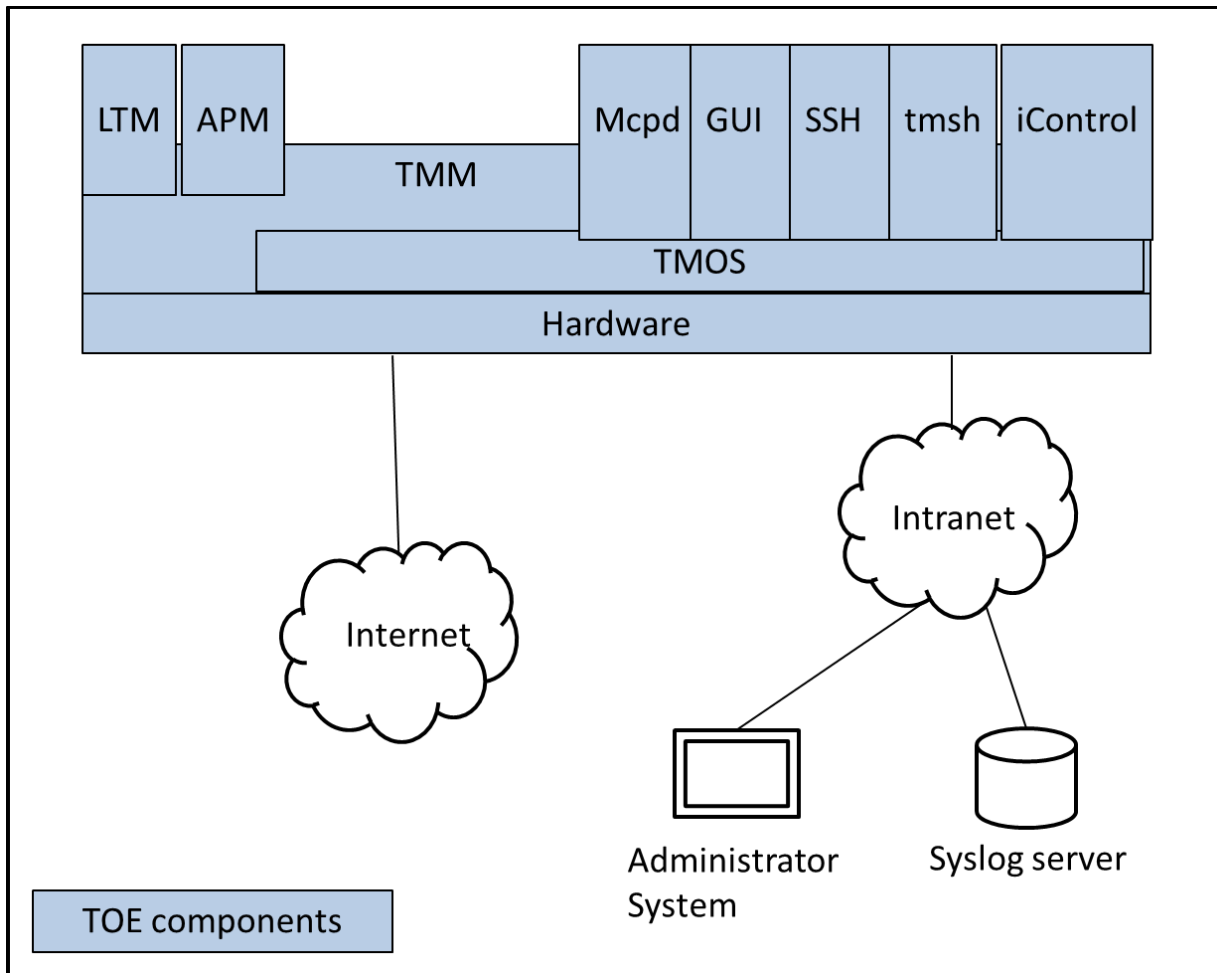 LTM
APM
TMM
Mcpd
GUI
SSH
tmsh
iControl
TMOS
Hardware
Intranet
Internet
Administrator
System
Syslog server
TOE components